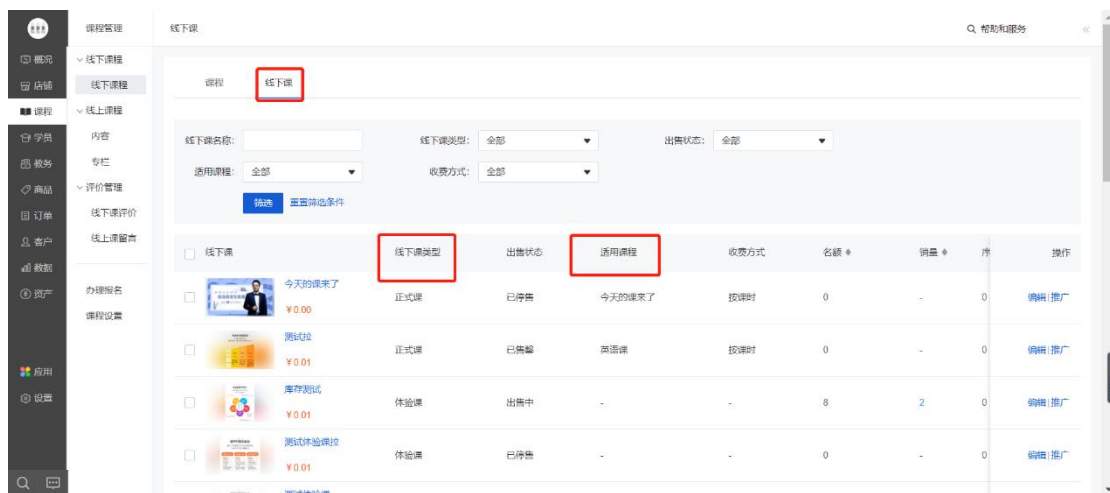 课程管理
线下课
帮助和服务
概况
店铺
课程
学员
教务
商品
订单
客户
数据
资产
应用
设置
线下课程
线下课程
线上课程
内容
专栏
评价管理
线下课评价
线上课留言
办理报名
课程设置
课程 线下课
线下课名称: 线下课类型: 全部 出售状态: 全部
适用课程: 全部 收费方式: 全部
筛选 重置筛选条件
线下课 线下课类型 出售状态 适用课程 收费方式 名额 销量 序 操作
今天的课来了
¥0.00
正式课 已停售 今天的课来了 按课时 0 - 0 编辑|推广
测试拉
¥0.01
正式课 已售罄 英语课 按课时 0 - 0 编辑|推广
库存测试
¥0.01
体验课 出售中 - - 8 2 0 编辑|推广
测试体验课拉
¥0.01
体验课 已停售 - - 0 - 0 编辑|推广